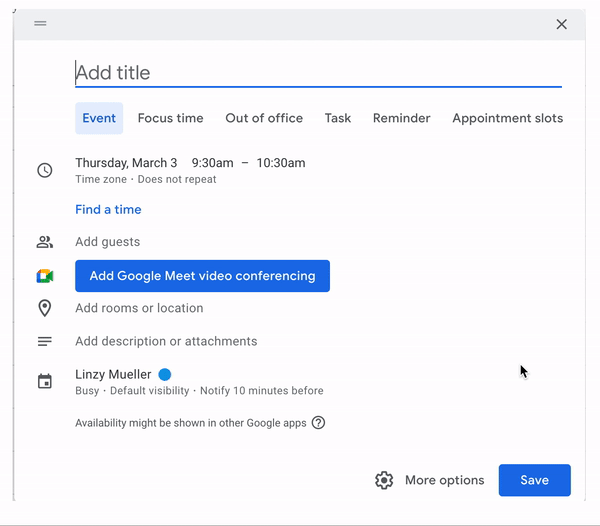 Add title
Event Focus time Out of office Task Reminder Appointment slots
Thursday, March 3 9:30am – 10:30am
Time zone · Does not repeat
Find a time
Add guests
Add Google Meet video conferencing
Add rooms or location
Add description or attachments
Linzy Mueller
Busy · Default visibility · Notify 10 minutes before
Availability might be shown in other Google apps ?
More options Save